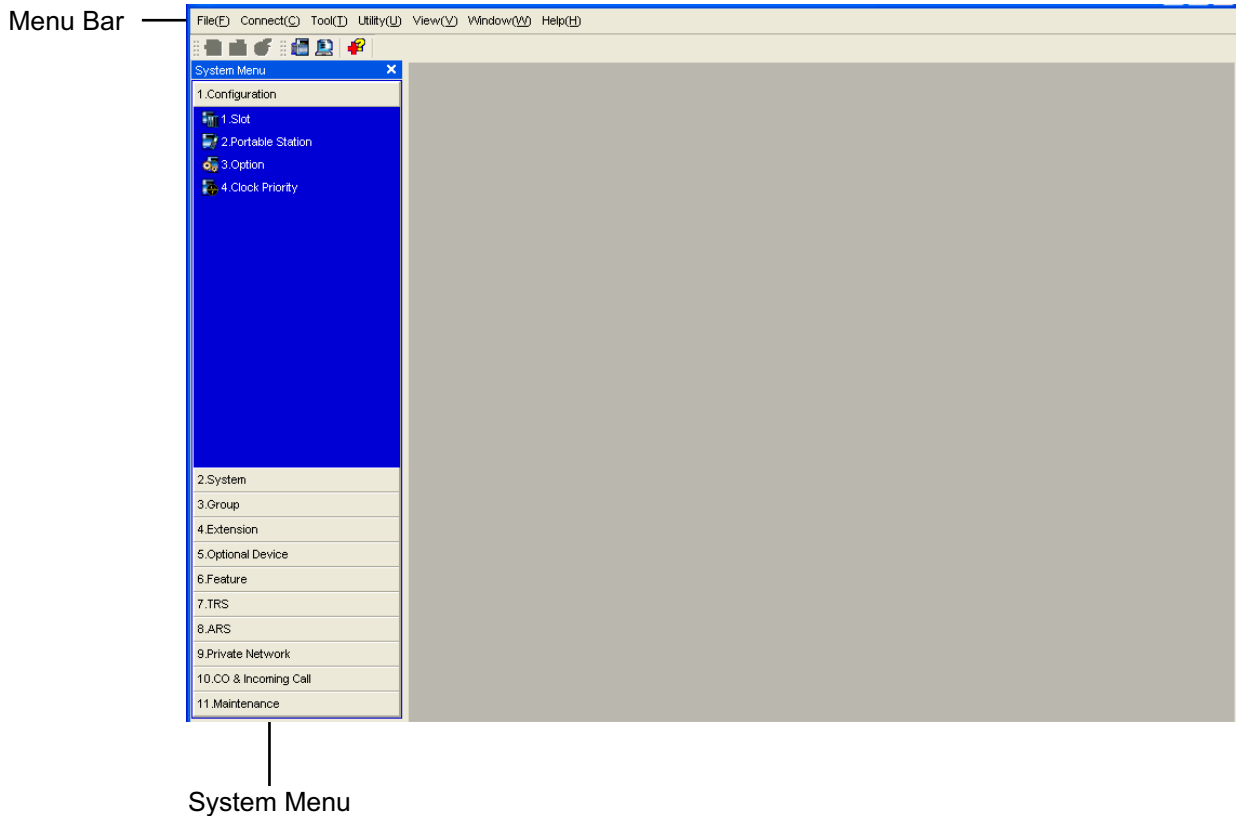 Menu Bar
File(F) Connect(C) Tool(T) Utility(U) View(V) Window(W) Help(H)
System Menu
1.Configuration
1.Slot
2.Portable Station
3.Option
4.Clock Priority
2.System
3.Group
4.Extension
5.Optional Device
6.Feature
7.TRS
8.ARS
9.Private Network
10.CO & Incoming Call
11.Maintenance
System Menu